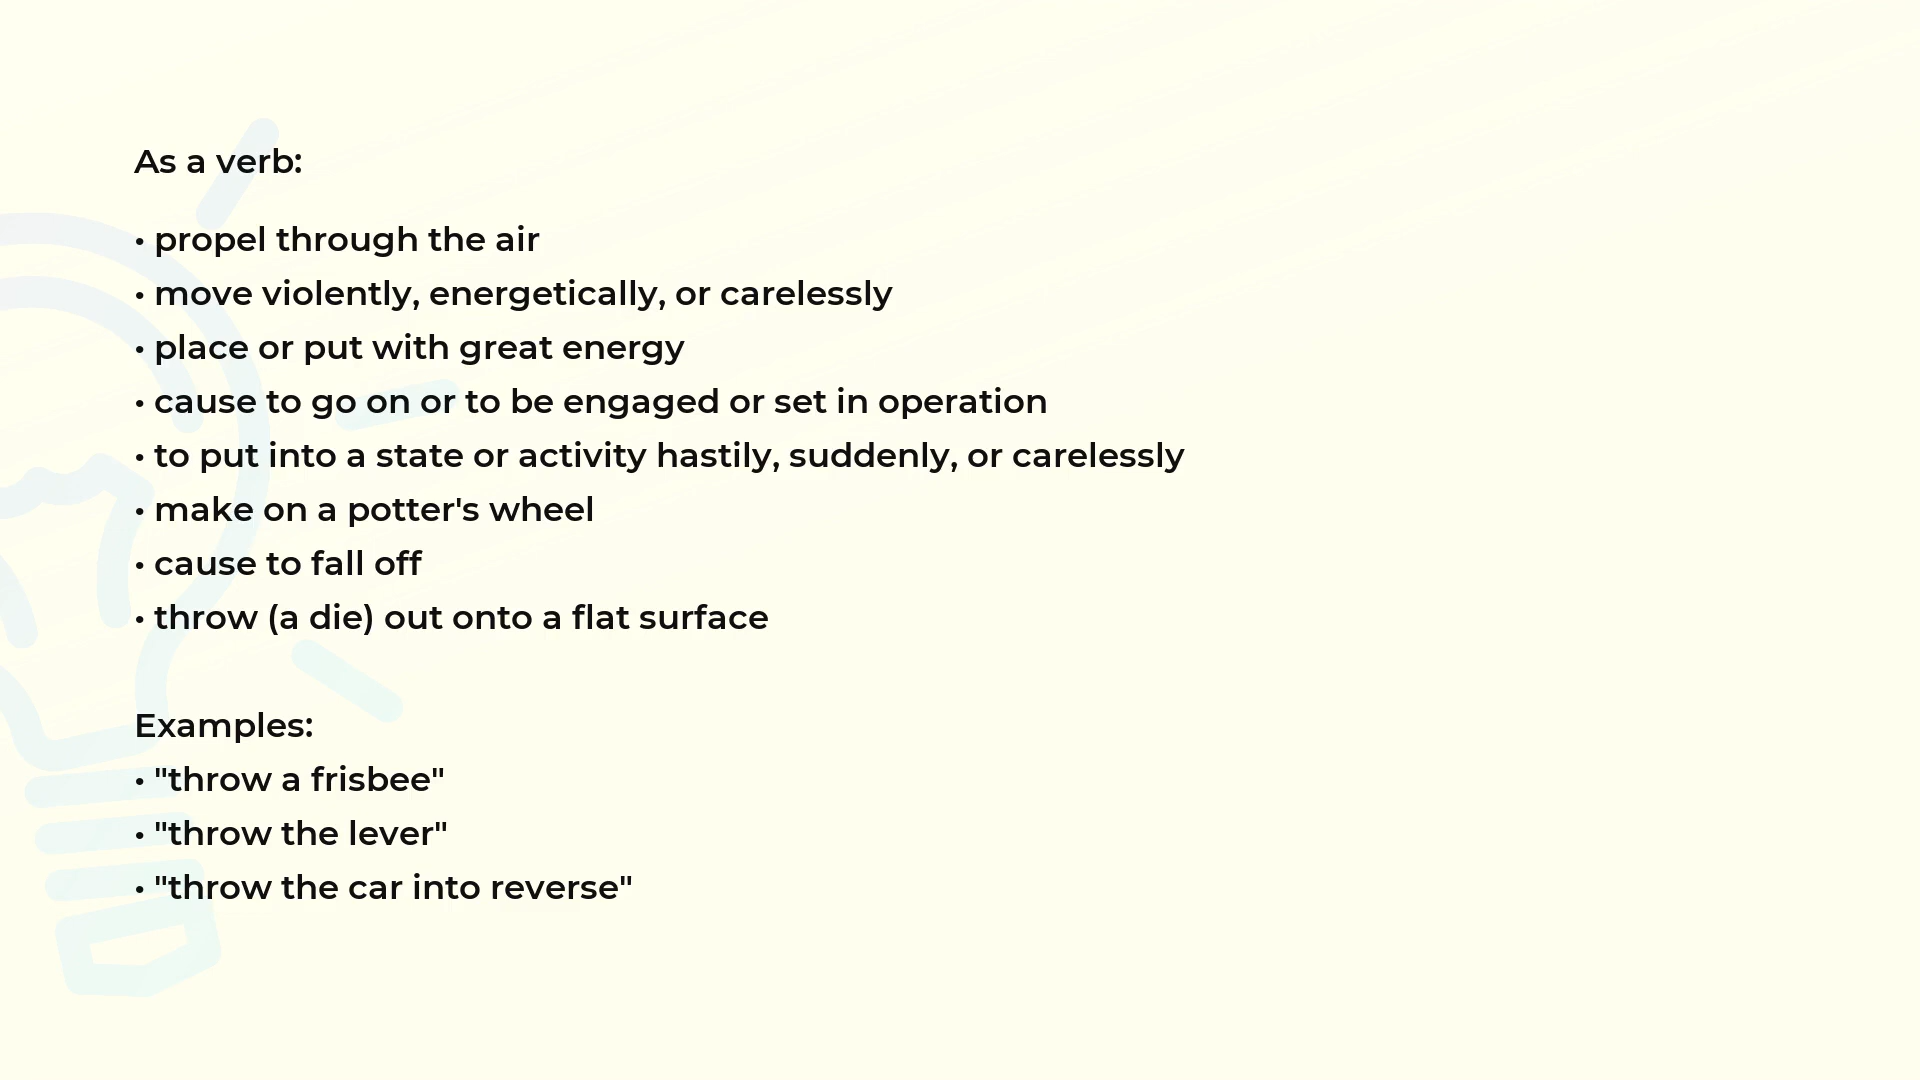 As a verb:
• propel through the air
• move violently, energetically, or carelessly
• place or put with great energy
• cause to go on or to be engaged or set in operation
• to put into a state or activity hastily, suddenly, or carelessly
• make on a potter's wheel
• cause to fall off
• throw (a die) out onto a flat surface
Examples:
• "throw a frisbee"
• "throw the lever"
• "throw the car into reverse"